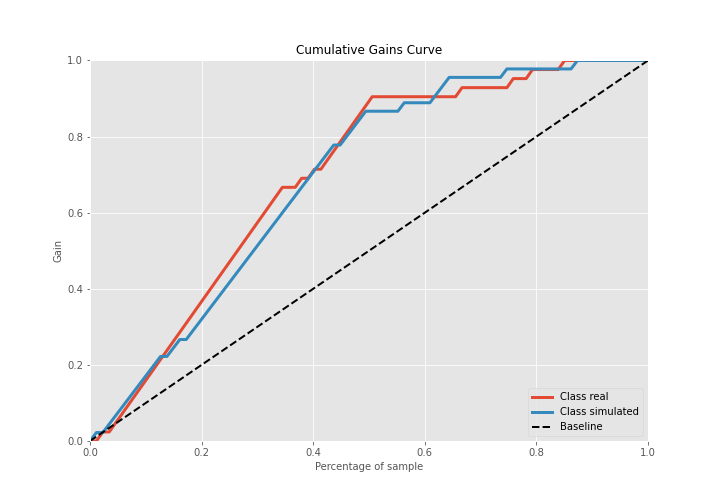 Cumulative Gains Curve
1.0
0.8
0.6
0.4
0.2
0.0
Gain
0.0 0.2 0.4 0.6 0.8 1.0
Percentage of sample
Class real
Class simulated
Baseline